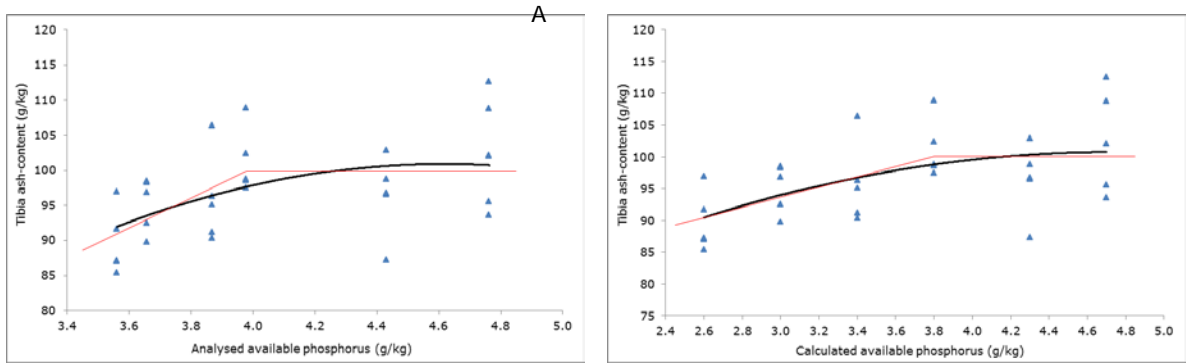 A
120
115
110
105
100
95
90
85
80
Tibia ash-content (g/kg)
3.4 3.6 3.8 4.0 4.2 4.4 4.6 4.8 5.0
Analysed available phosphorus (g/kg)
120
115
110
105
100
95
90
85
80
75
Tibia ash-content (g/kg)
2.4 2.6 2.8 3.0 3.2 3.4 3.6 3.8 4.0 4.2 4.4 4.6 4.8 5.0
Calculated available phosphorus (g/kg)